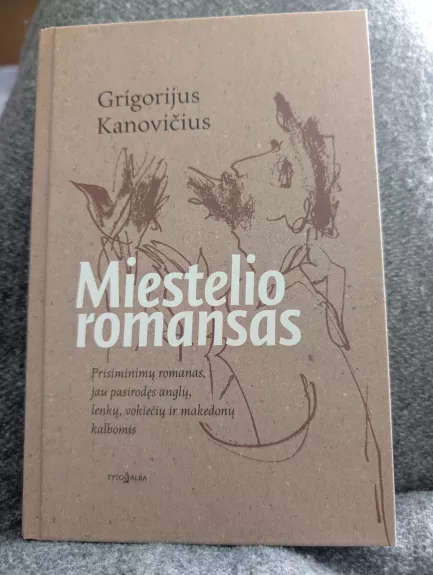 Grigorijus
Kanovičius
Miestelio
romansas
Prisiminimų romanas,
jau pasirodęs anglų,
lenkų, vokiečių ir makedonų
kalbomis
TYTO ALBA